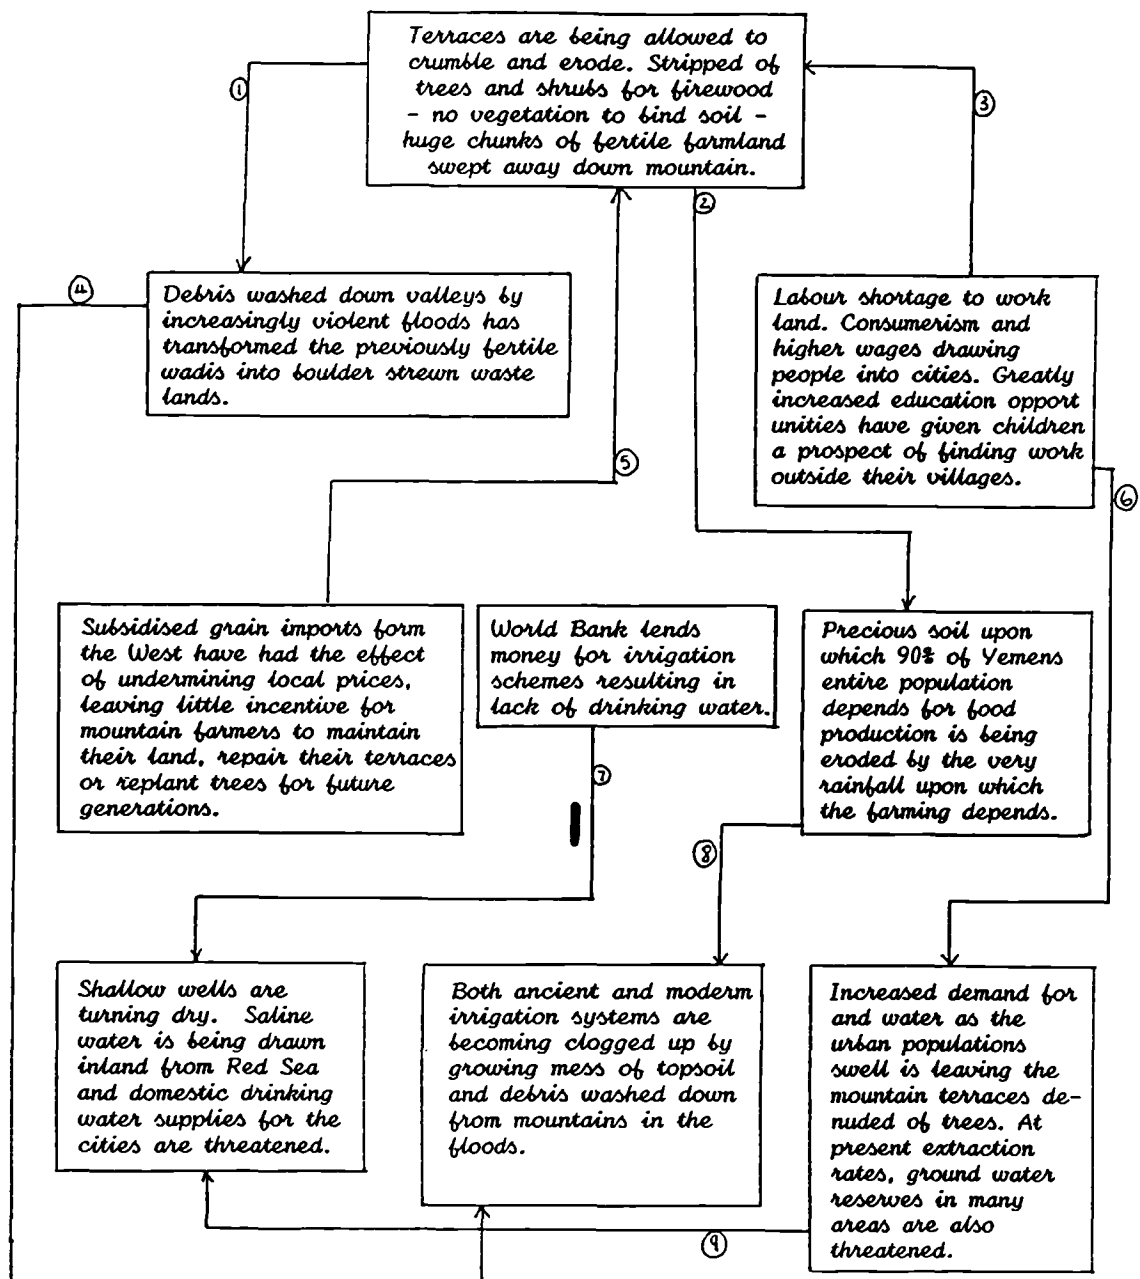 Terraces are being allowed to
crumble and erode. Stripped of
trees and shrubs for firewood
- no vegetation to bind soil -
huge chunks of fertile farmland
swept away down mountain.
①
③
②
④
Debris washed down valleys by
increasingly violent floods has
transformed the previously fertile
wadis into boulder strewn waste
lands.
Labour shortage to work
land. Consumerism and
higher wages drawing
people into cities. Greatly
increased education opport
unities have given children
a prospect of finding work
outside their villages.
⑤
⑥
Subsidised grain imports form
the West have had the effect
of undermining local prices,
leaving little incentive for
mountain farmers to maintain
their land, repair their terraces
or replant trees for future
generations.
World Bank lends
money for irrigation
schemes resulting in
lack of drinking water.
Precious soil upon
which 90% of Yemens
entire population
depends for food
production is being
eroded by the very
rainfall upon which
the farming depends.
⑦
⑧
Shallow wells are
turning dry. Saline
water is being drawn
inland from Red Sea
and domestic drinking
water supplies for the
cities are threatened.
Both ancient and moderm
irrigation systems are
becoming clogged up by
growing mess of topsoil
and debris washed down
from mountains in the
floods.
Increased demand for
and water as the
urban populations
swell is leaving the
mountain terraces de-
nuded of trees. At
present extraction
rates, ground water
reserves in many
areas are also
threatened.
⑨